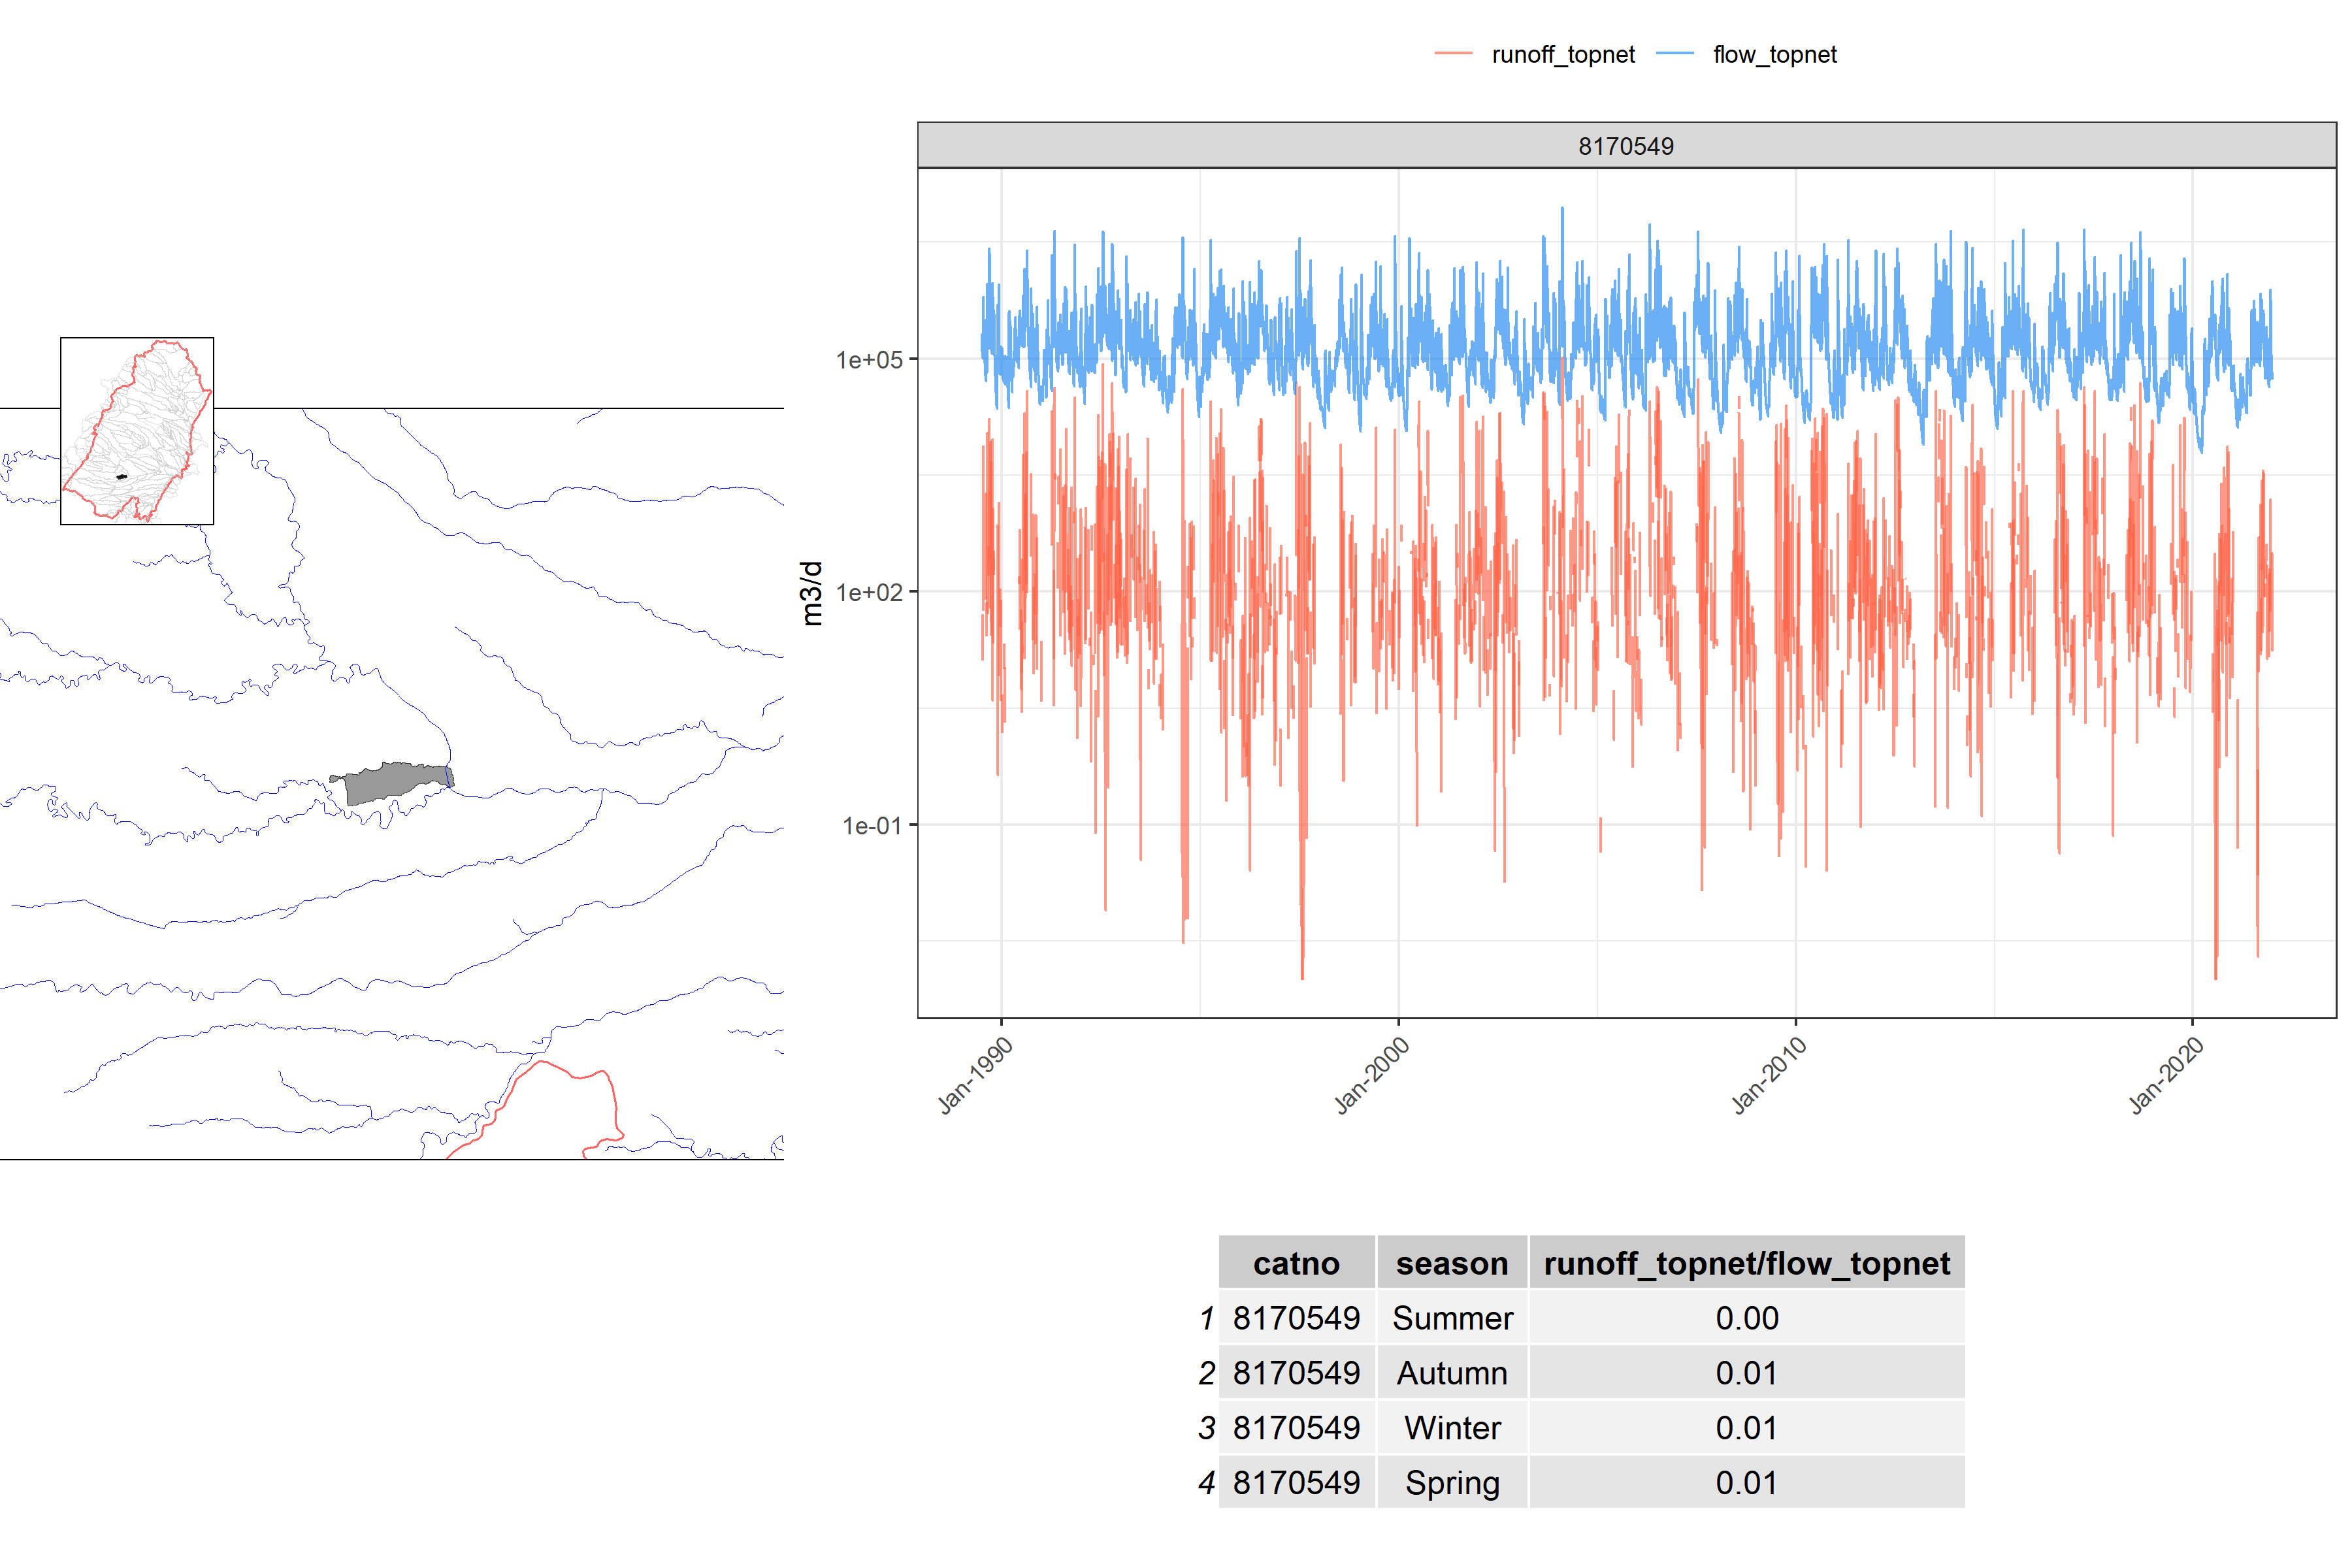 runoff_topnet flow_topnet
8170549
m3/d
1e+05
1e+02
1e-01
Jan-1990 Jan-2000 Jan-2010 Jan-2020
catno season runoff_topnet/flow_topnet
1 8170549 Summer 0.00
2 8170549 Autumn 0.01
3 8170549 Winter 0.01
4 8170549 Spring 0.01